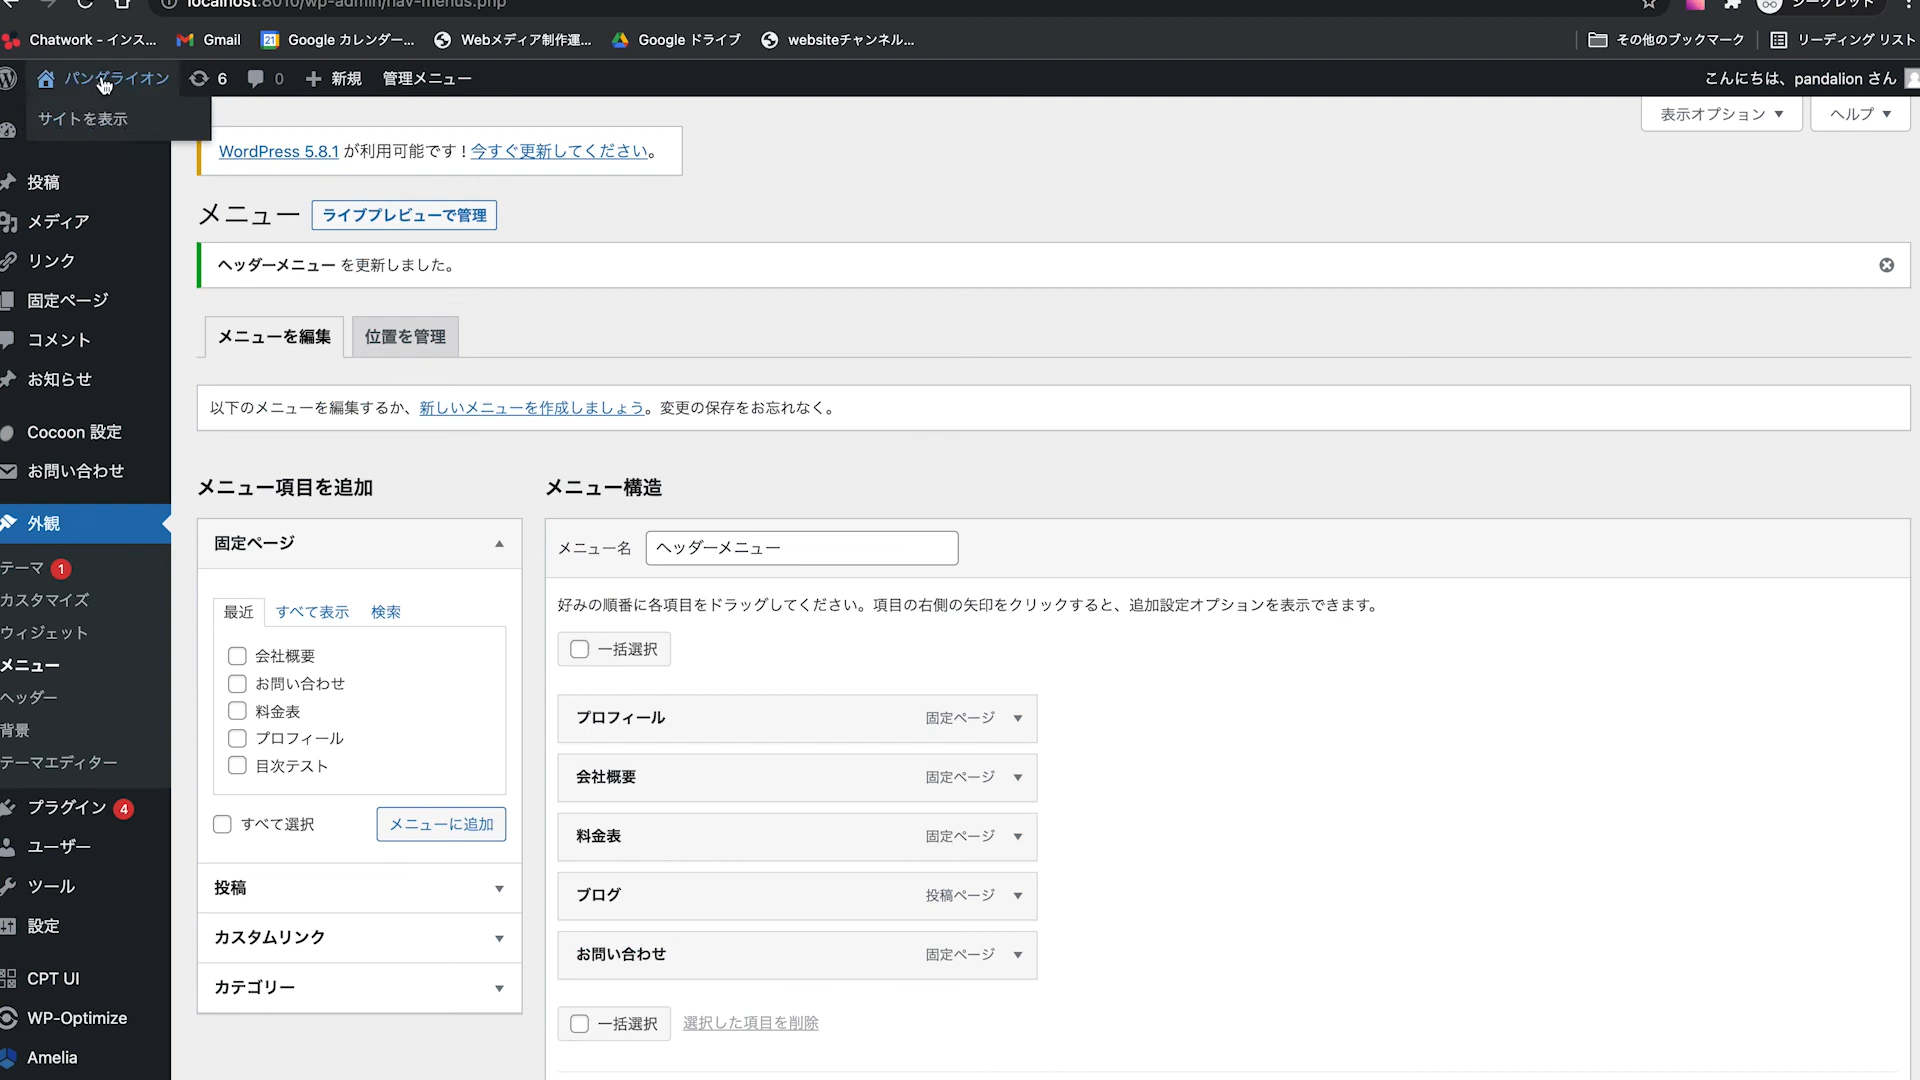 localhost:8010/wp-admin/nav-menus.php
シークレット
Chatwork - インス...
Gmail
Google カレンダー...
Webメディア制作運...
Google ドライブ
websiteチャンネル...
その他のブックマーク
リーディング リスト
パンダライオン
6
0
新規
管理メニュー
こんにちは、pandalion さん
サイトを表示
表示オプション
ヘルプ
WordPress 5.8.1 が利用可能です ! 今すぐ更新してください。
投稿
メディア
リンク
固定ページ
コメント
お知らせ
Cocoon 設定
お問い合わせ
外観
テーマ 1
カスタマイズ
ウィジェット
メニュー
ヘッダー
背景
テーマエディター
プラグイン 4
ユーザー
ツール
設定
CPT UI
WP-Optimize
Amelia
メニュー
ライブプレビューで管理
ヘッダーメニュー を更新しました。
メニューを編集
位置を管理
以下のメニューを編集するか、新しいメニューを作成しましょう。変更の保存をお忘れなく。
メニュー項目を追加
固定ページ
最近
すべて表示
検索
会社概要
お問い合わせ
料金表
プロフィール
目次テスト
すべて選択
メニューに追加
投稿
カスタムリンク
カテゴリー
メニュー構造
メニュー名
ヘッダーメニュー
好みの順番に各項目をドラッグしてください。項目の右側の矢印をクリックすると、追加設定オプションを表示できます。
一括選択
プロフィール 固定ページ
会社概要 固定ページ
料金表 固定ページ
ブログ 投稿ページ
お問い合わせ 固定ページ
一括選択
選択した項目を削除